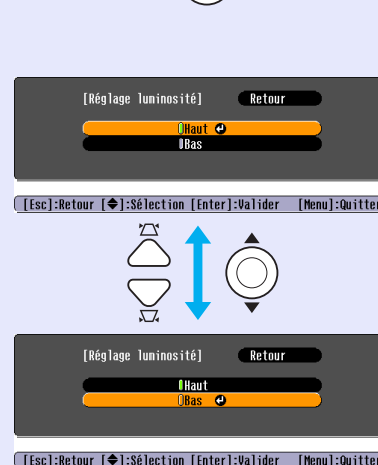 [Réglage luminosité] Retour
Haut
Bas
[Esc]:Retour [◆]:Sélection [Enter]:Valider [Menu]:Quitter
[Réglage luminosité] Retour
Haut
Bas
[Esc]:Retour [◆]:Sélection [Enter]:Valider [Menu]:Quitter